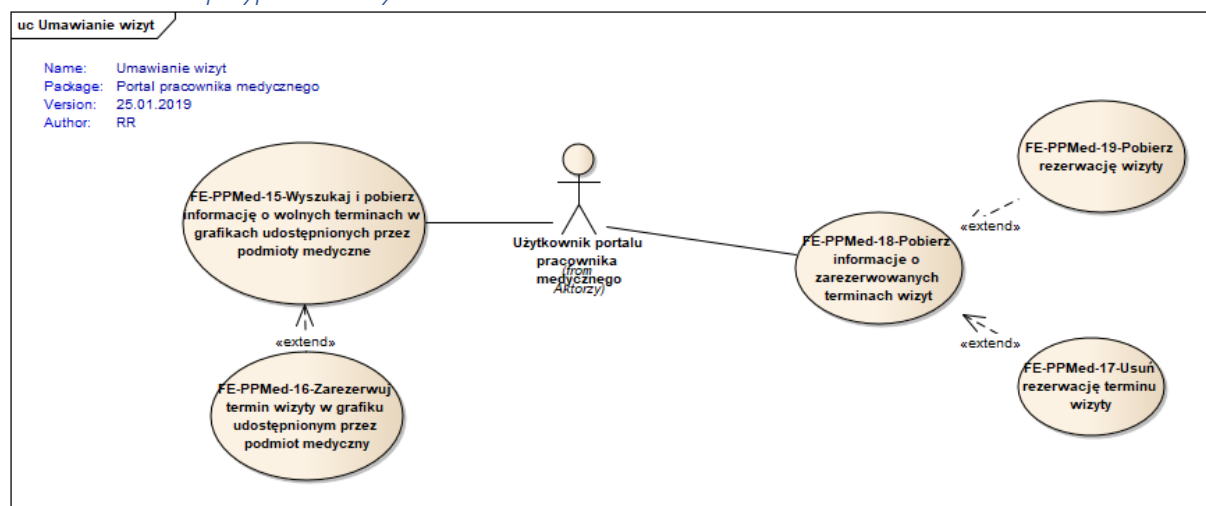 uc Umawianie wizyt
Name: Umawianie wizyt
Package: Portal pracownika medycznego
Version: 25.01.2019
Author: RR
FE-PPMed-15-Wyszukaj i pobierz
informację o wolnych terminach w
grafikach udostępnionych przez
podmioty medyczne
«extend»
FE-PPMed-16-Zarezerwuj
termin wizyty w grafiku
udostępnionym przez
podmiot medyczny
Użytkownik portalu
pracownika
medycznego
(from
Aktorzy)
FE-PPMed-18-Pobierz
informacje o
zarezerwowanych
terminach wizyt
FE-PPMed-19-Pobierz
rezerwację wizyty
«extend»
«extend»
FE-PPMed-17-Usuń
rezerwację terminu
wizyty